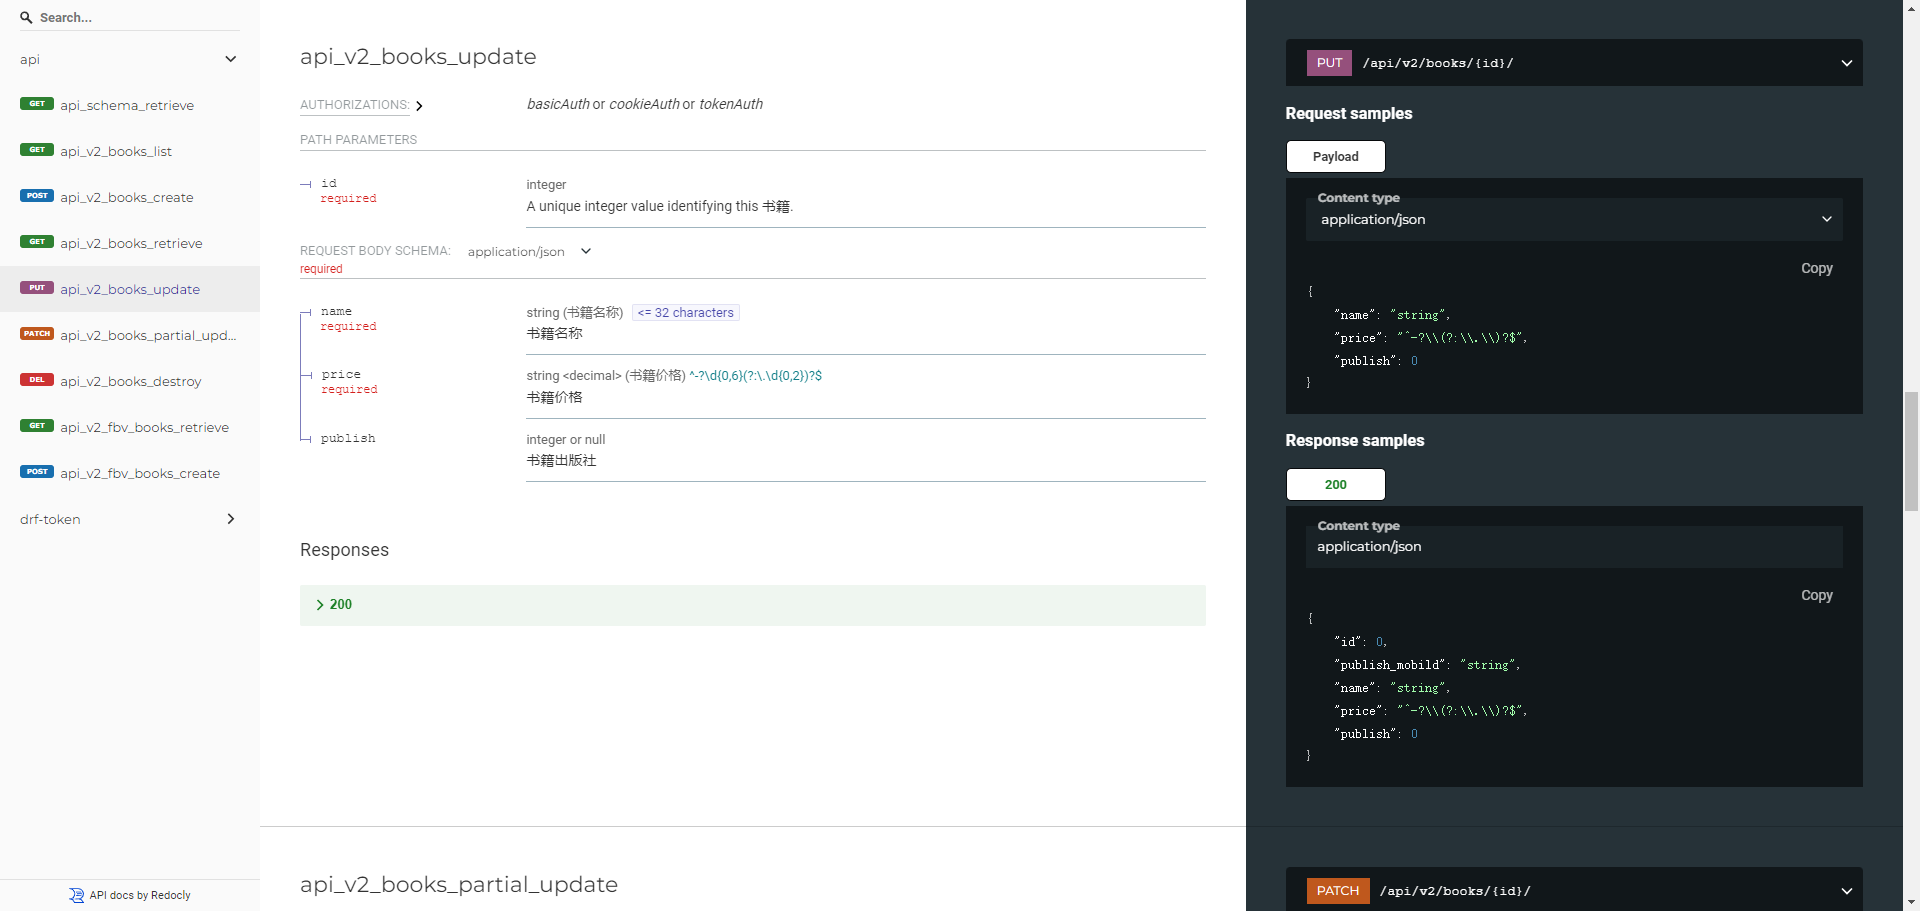 Search...
api
GET api_schema_retrieve
GET api_v2_books_list
POST api_v2_books_create
GET api_v2_books_retrieve
PUT api_v2_books_update
PATCH api_v2_books_partial_upd...
DEL api_v2_books_destroy
GET api_v2_fbv_books_retrieve
POST api_v2_fbv_books_create
drf-token
API docs by Redocly
api_v2_books_update
AUTHORIZATIONS: basicAuth or cookieAuth or tokenAuth
PATH PARAMETERS
id integer
required
A unique integer value identifying this 书籍.
REQUEST BODY SCHEMA: application/json
required
name string (书籍名称) <= 32 characters
required
书籍名称
price string <decimal> (书籍价格) ^-?\d{0,6}(?:\.\d{0,2})?$
required
书籍价格
publish integer or null
书籍出版社
Responses
200
api_v2_books_partial_update
PUT /api/v2/books/{id}/
Request samples
Payload
Content type
application/json
Copy
{
"name": "string",
"price": "^-?\\(?:\\.\\)?$",
"publish": 0
}
Response samples
200
Content type
application/json
Copy
{
"id": 0,
"publish_mobild": "string",
"name": "string",
"price": "^-?\\(?:\\.\\)?$",
"publish": 0
}
PATCH /api/v2/books/{id}/